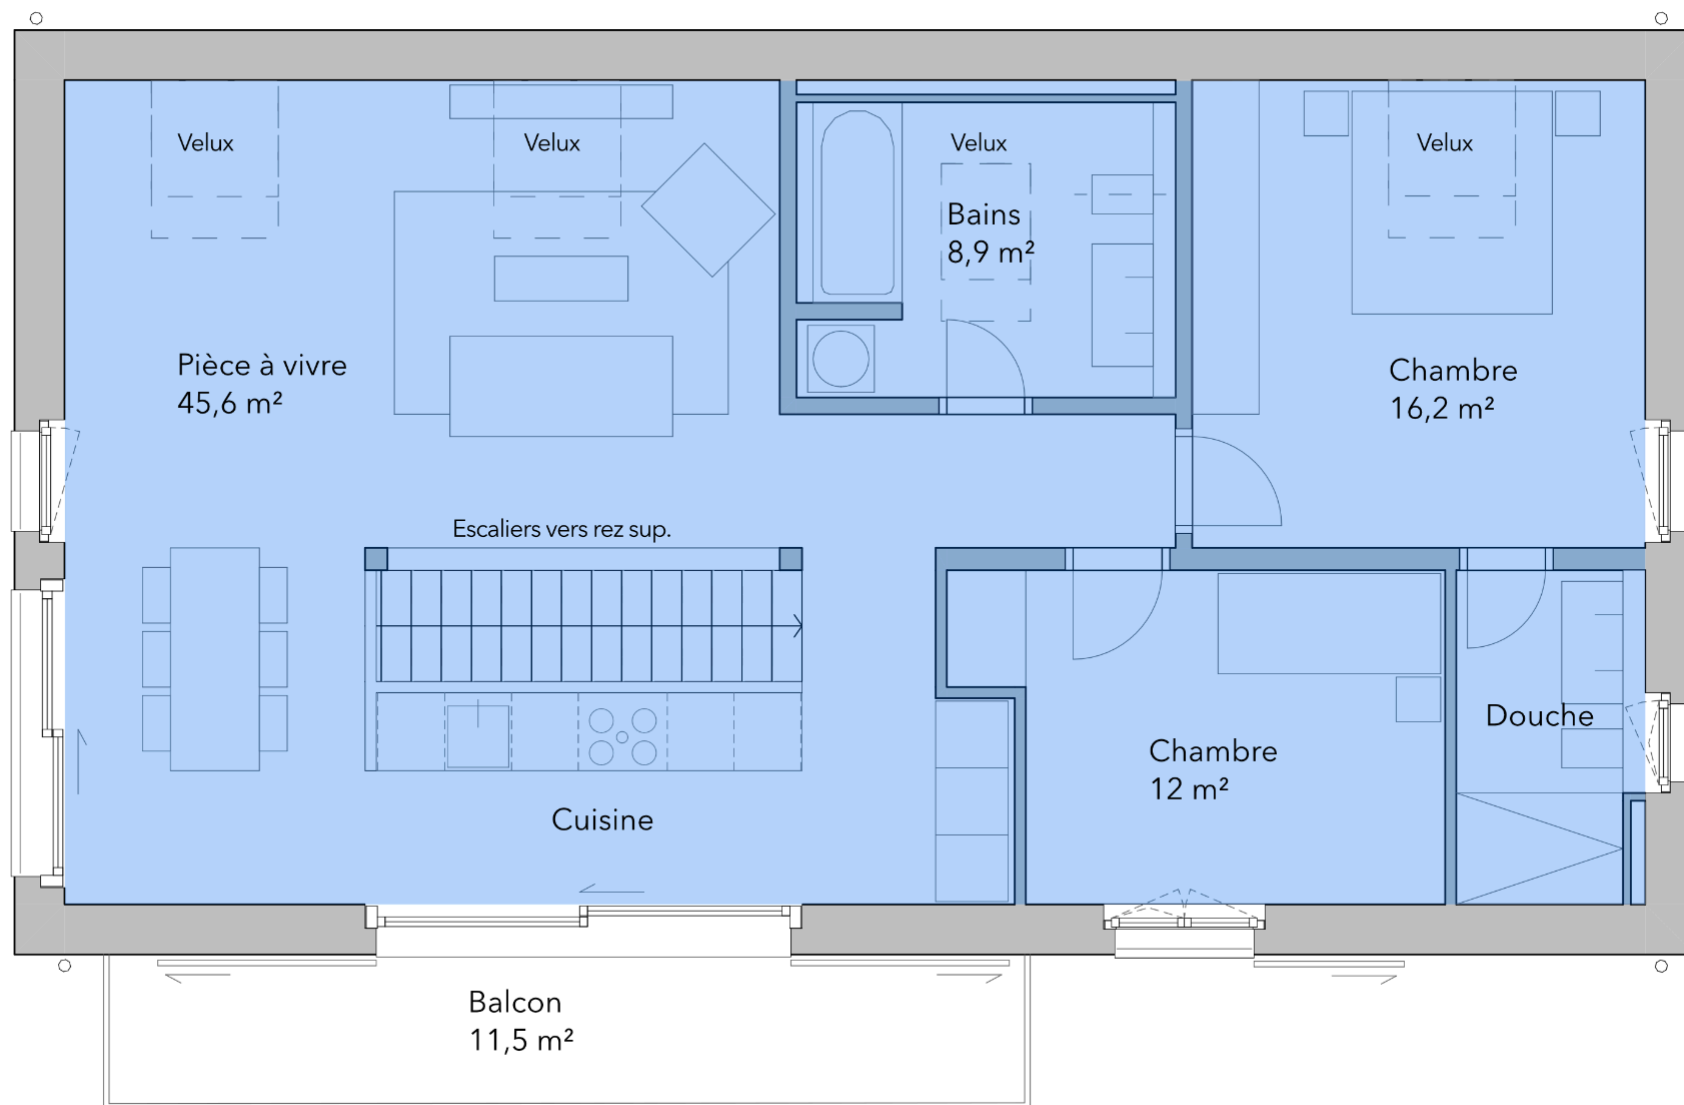 Velux
Velux
Velux
Velux
Bains
8,9 m²
Pièce à vivre
45,6 m²
Chambre
16,2 m²
Escaliers vers rez sup.
Douche
Chambre
12 m²
Cuisine
Balcon
11,5 m²